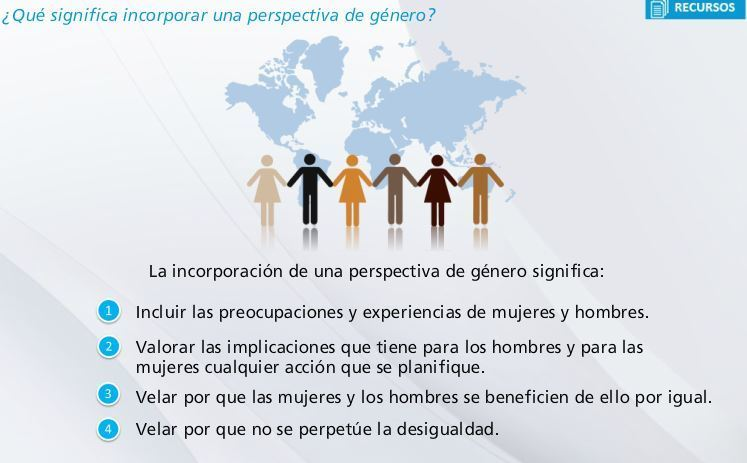 ¿Qué significa incorporar una perspectiva de género?
RECURSOS
La incorporación de una perspectiva de género significa:
1 Incluir las preocupaciones y experiencias de mujeres y hombres.
2 Valorar las implicaciones que tiene para los hombres y para las
mujeres cualquier acción que se planifique.
3 Velar por que las mujeres y los hombres se beneficien de ello por igual.
4 Velar por que no se perpetúe la desigualdad.